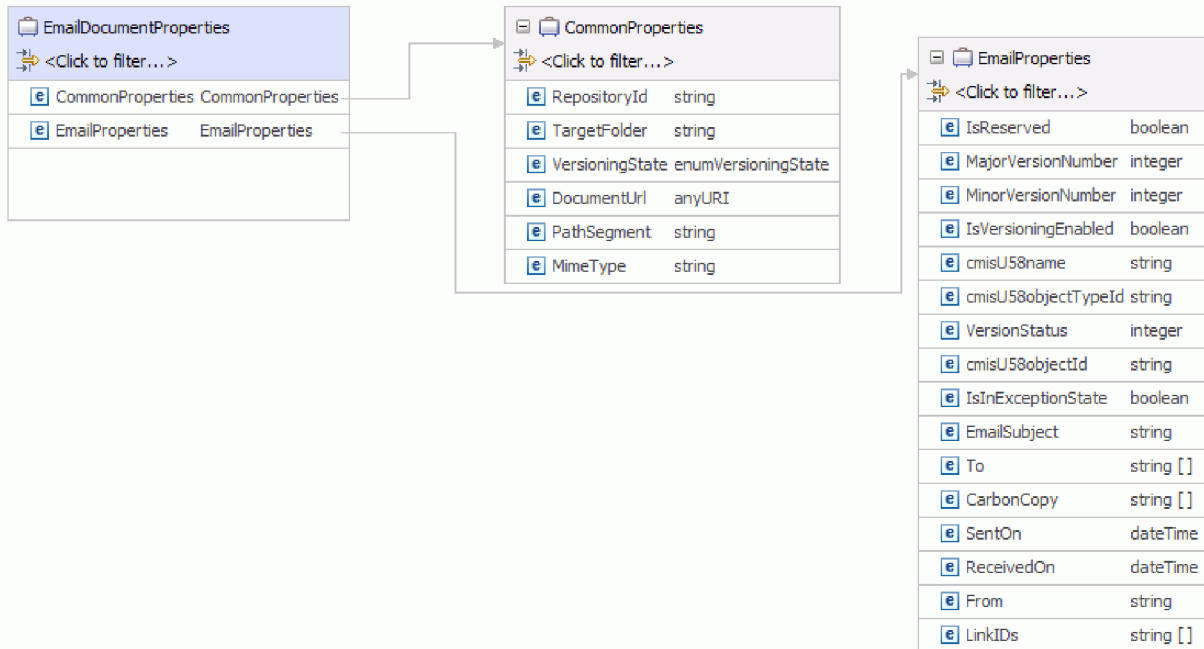 EmailDocumentProperties
<Click to filter...>
e CommonProperties CommonProperties
e EmailProperties EmailProperties
CommonProperties
<Click to filter...>
e RepositoryId string
e TargetFolder string
e VersioningState enumVersioningState
e DocumentUrl anyURI
e PathSegment string
e MimeType string
EmailProperties
<Click to filter...>
e IsReserved boolean
e MajorVersionNumber integer
e MinorVersionNumber integer
e IsVersioningEnabled boolean
e cmisU58name string
e cmisU58objectTypeId string
e VersionStatus integer
e cmisU58objectId string
e IsInExceptionState boolean
e EmailSubject string
e To string []
e CarbonCopy string []
e SentOn dateTime
e ReceivedOn dateTime
e From string
e LinkIDs string []